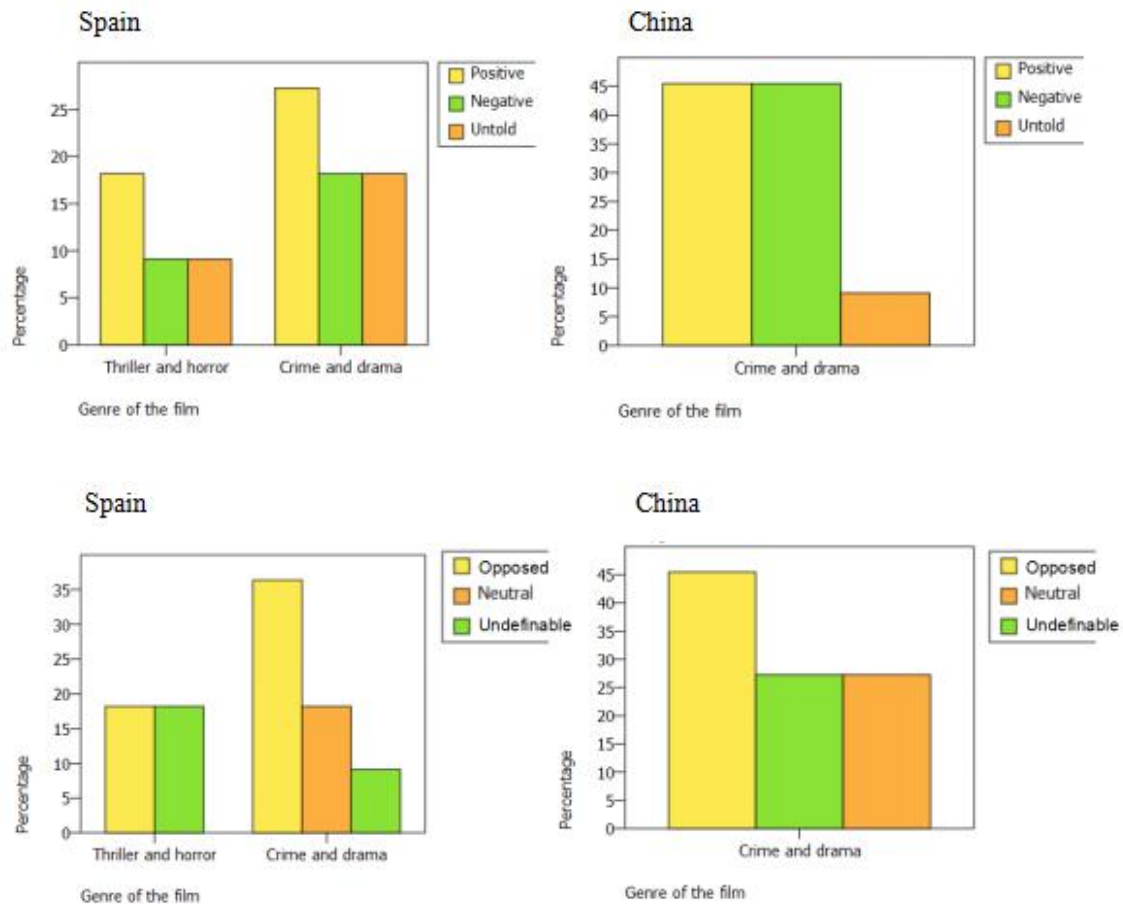 Spain
Positive
Negative
Untold
25
20
15
10
5
0
Percentage
Thriller and horror
Crime and drama
Genre of the film
China
Positive
Negative
Untold
45
40
35
30
25
20
15
10
5
0
Percentage
Crime and drama
Genre of the film
Spain
Opposed
Neutral
Undefinable
35
30
25
20
15
10
5
0
Percentage
Thriller and horror
Crime and drama
Genre of the film
China
Opposed
Neutral
Undefinable
45
40
35
30
25
20
15
10
5
0
Percentage
Crime and drama
Genre of the film